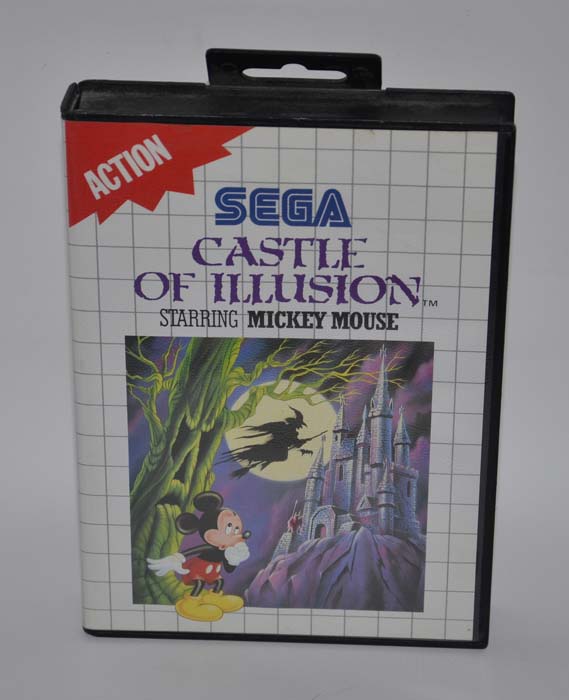 ACTION
SEGA
CASTLE
OF ILLUSION™
STARRING MICKEY MOUSE